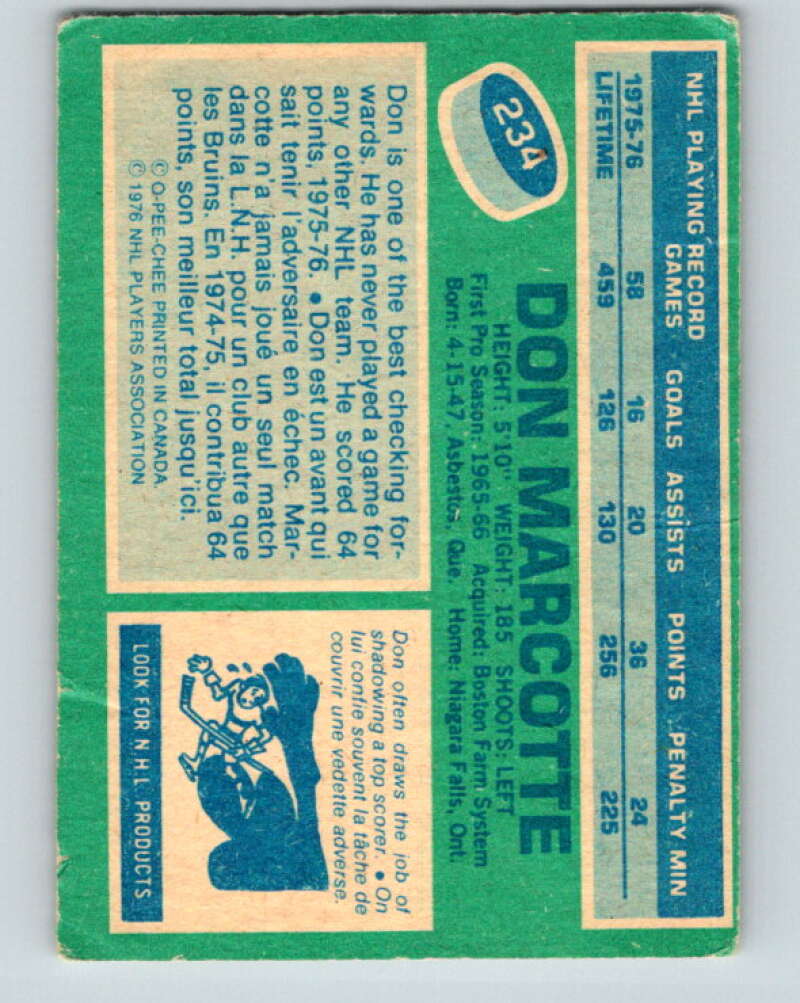 NHL PLAYING RECORD
GAMES GOALS ASSISTS POINTS PENALTY MIN
1975-76 58 16 20 36 24
LIFETIME 459 126 130 256 225
234
DON MARCOTTE
HEIGHT: 5'10" WEIGHT: 185 SHOOTS: LEFT
First Pro Season: 1965-66 Acquired: Boston Farm System
Born: 4-15-47, Asbestos, Que. Home: Niagara Falls, Ont.
Don is one of the best checking for-
wards. He has never played a game for
any other NHL team. He scored 64
points, 1975-76. • Don est un avant qui
sait tenir l'adversaire en échec. Mar-
cotte n'a jamais joué un seul match
dans la L.N.H. pour un club autre que
les Bruins. En 1974-75, il contribua 64
points, son meilleur total jusqu'ici.
© O-PEE-CHEE PRINTED IN CANADA
© 1976 NHL PLAYERS ASSOCIATION
Don often draws the job of
shadowing a top scorer. • On
lui confie souvent la tâche de
couvrir une vedette adverse.
LOOK FOR N.H.L. PRODUCTS